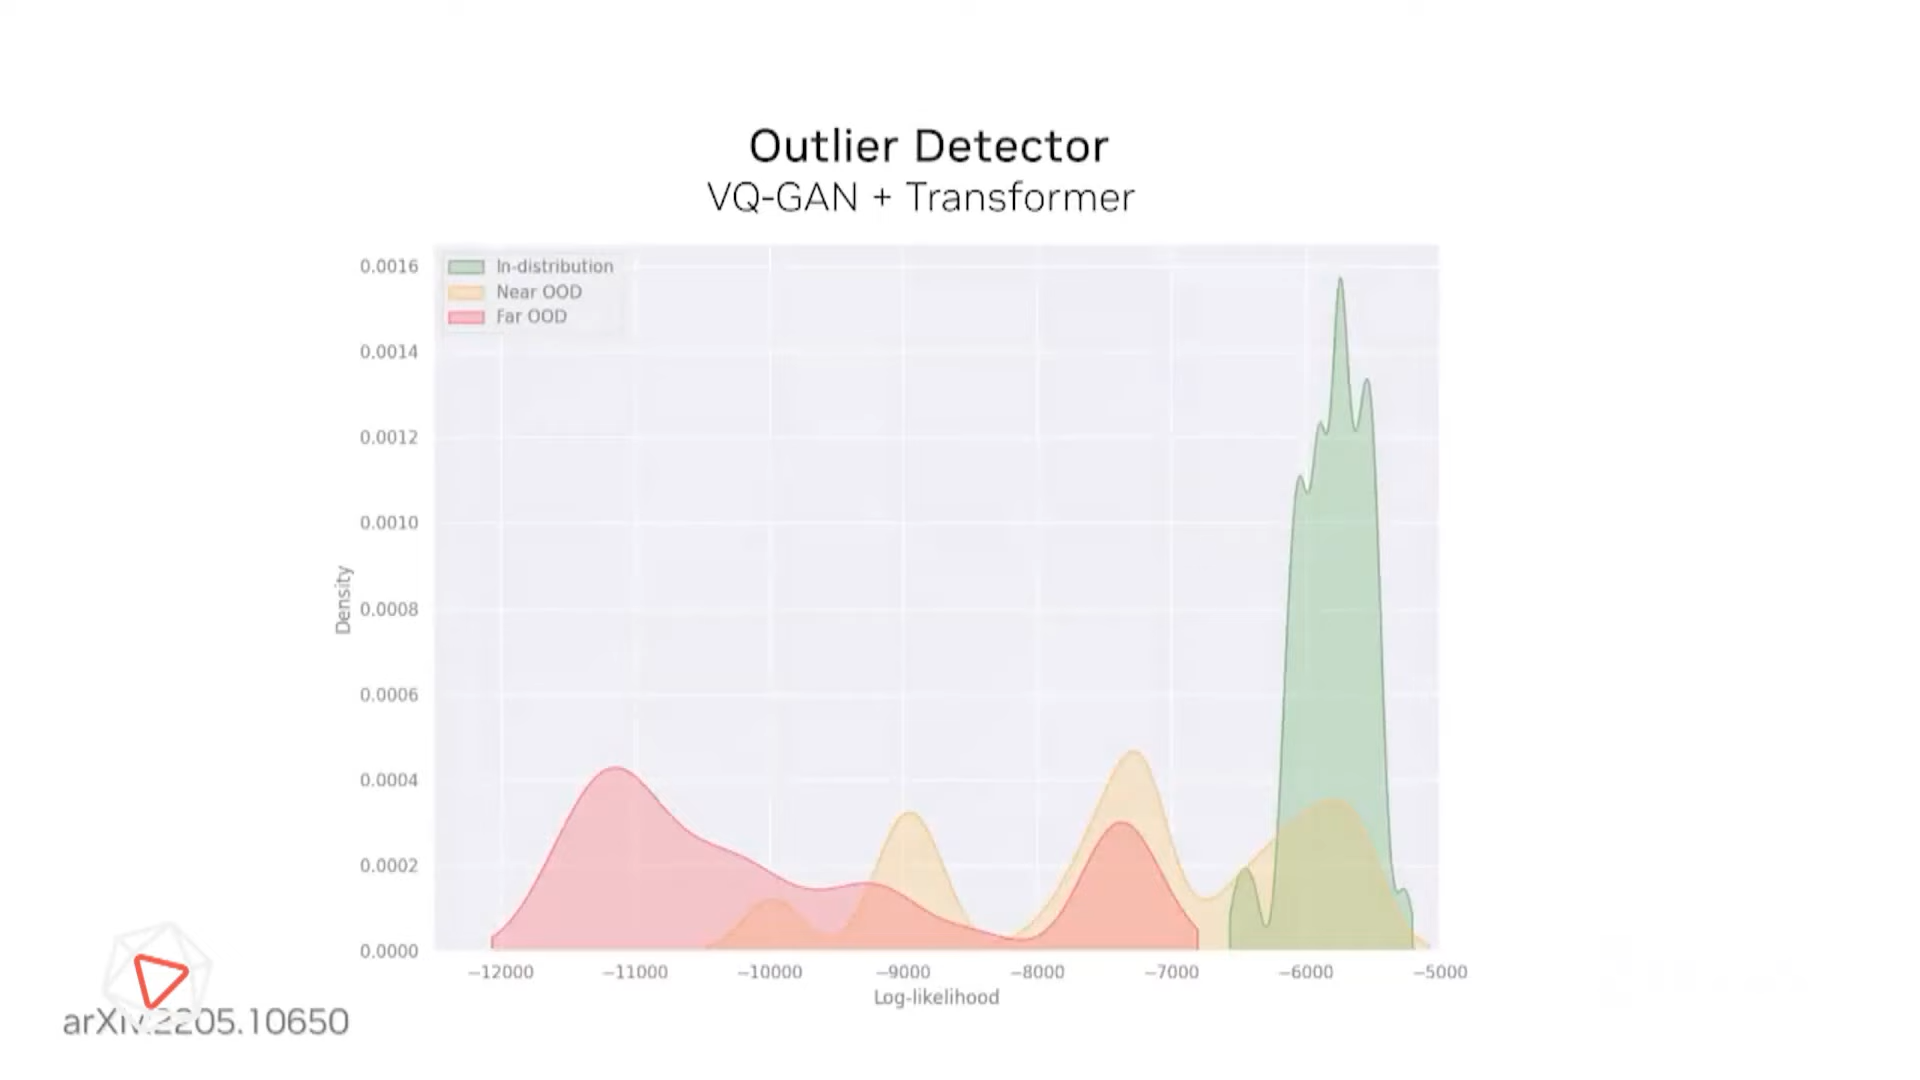 Outlier Detector
VQ-GAN + Transformer
In-distribution
Near OOD
Far OOD
0.0016
0.0014
0.0012
0.0010
0.0008
0.0006
0.0004
0.0002
0.0000
Density
−12000 −11000 −10000 −9000 −8000 −7000 −6000 −5000
Log-likelihood
arXiv.2205.10650